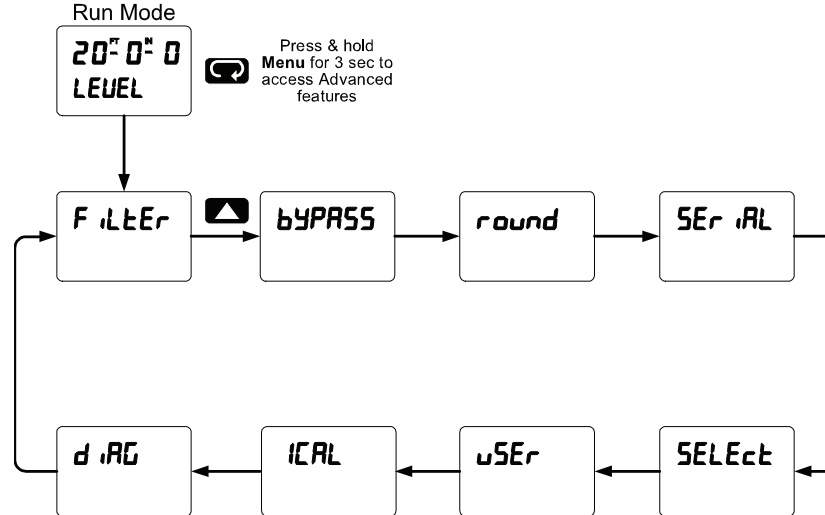 Run Mode
20FT 0IN 0
LEVEL
Press & hold
Menu for 3 sec to
access Advanced
features
FiLtEr
bYPASS
round
SEriAL
diAG
ICAL
uSEr
SELEct